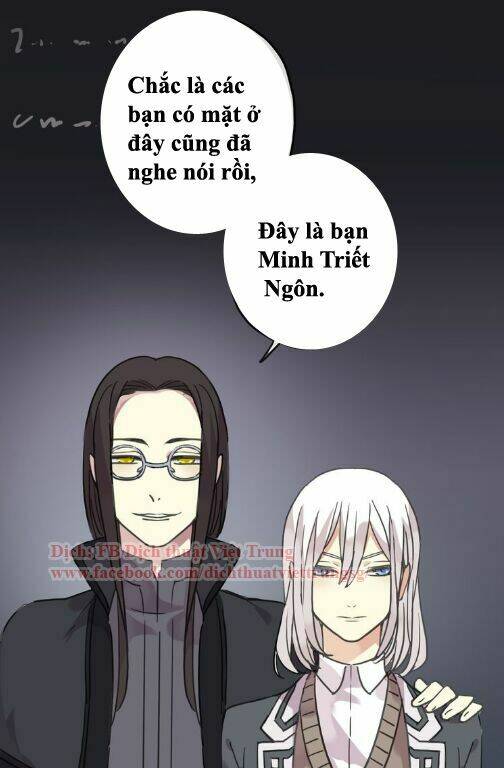 Chắc là các
bạn có mặt ở
đây cũng đã
nghe nói rồi,
Đây là bạn
Minh Triết
Ngôn.
Dịch: FB Dịch thuật Việt Trung
www.facebook.com/dichthuatviettrungsg